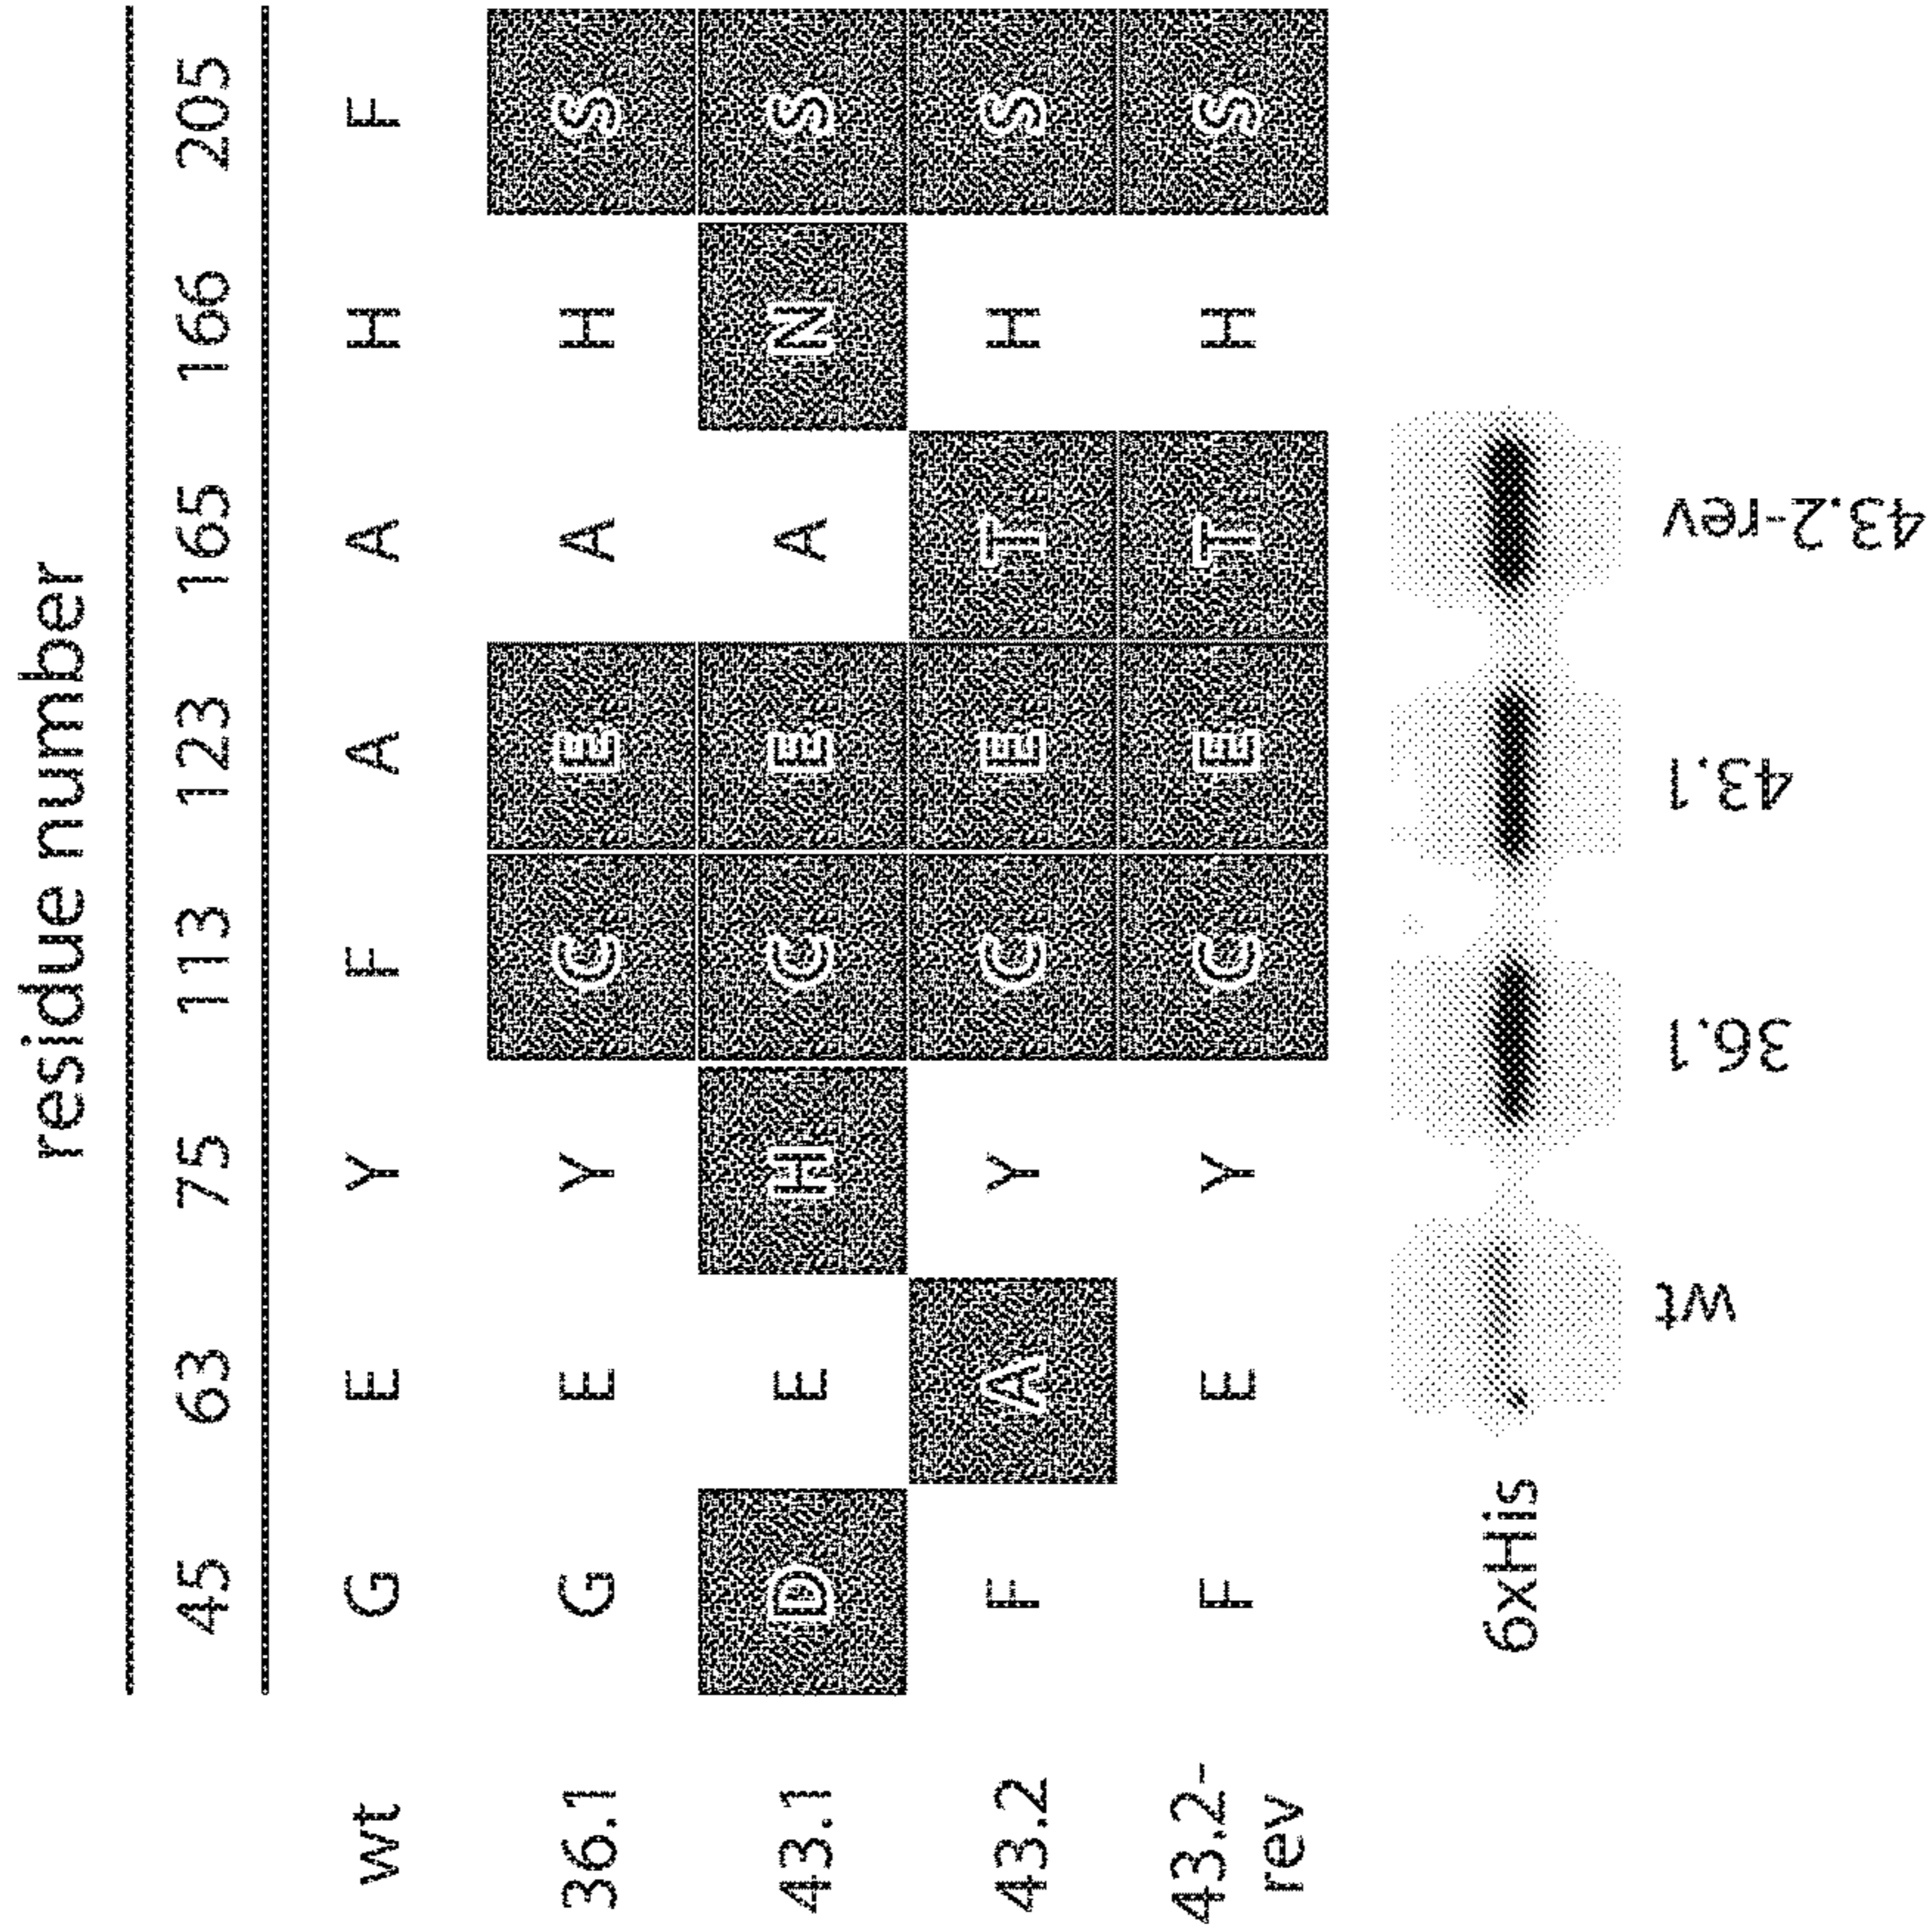 residue number
45 63 75 113 123 165 166 205
wt G E Y F A A H F
36.1 G E Y C E A H S
43.1 D E H C E A N S
43.2 F A Y C E T H S
43.2-
rev F E Y C E T H S
6xHis
wt 36.1 43.1 43.2-rev